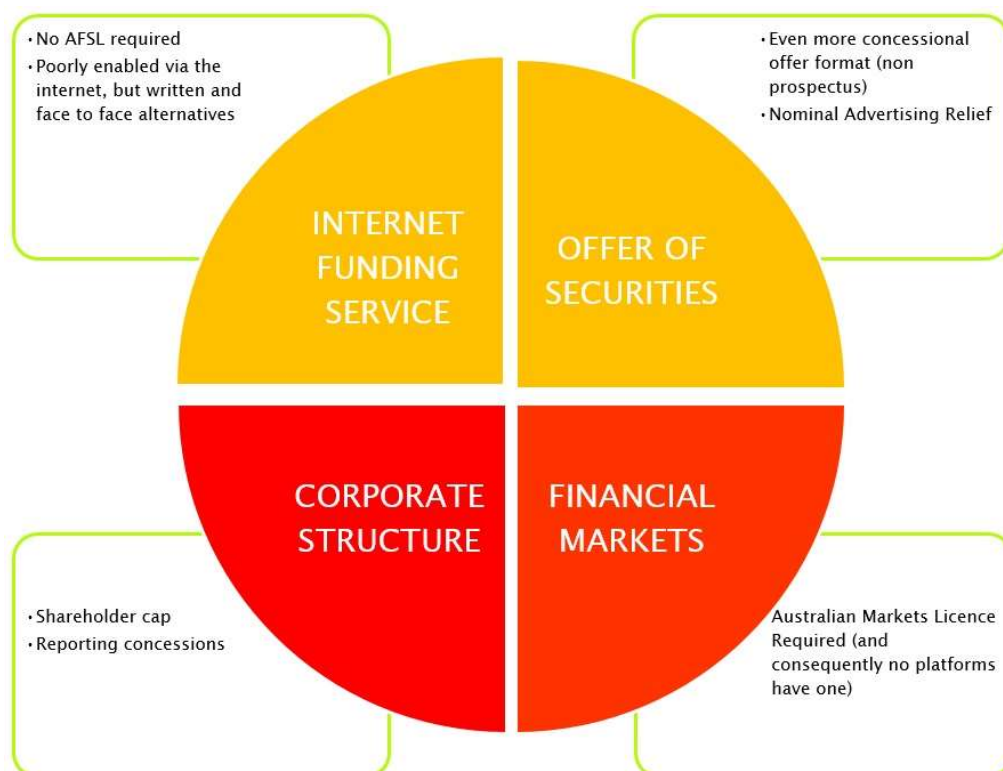 · No AFSL required
· Poorly enabled via the
internet, but written and
face to face alternatives
· Even more concessional
offer format (non
prospectus)
· Nominal Advertising Relief
INTERNET
FUNDING
SERVICE
OFFER OF
SECURITIES
CORPORATE
STRUCTURE
FINANCIAL
MARKETS
· Shareholder cap
· Reporting concessions
Australian Markets Licence
Required (and
consequently no platforms
have one)